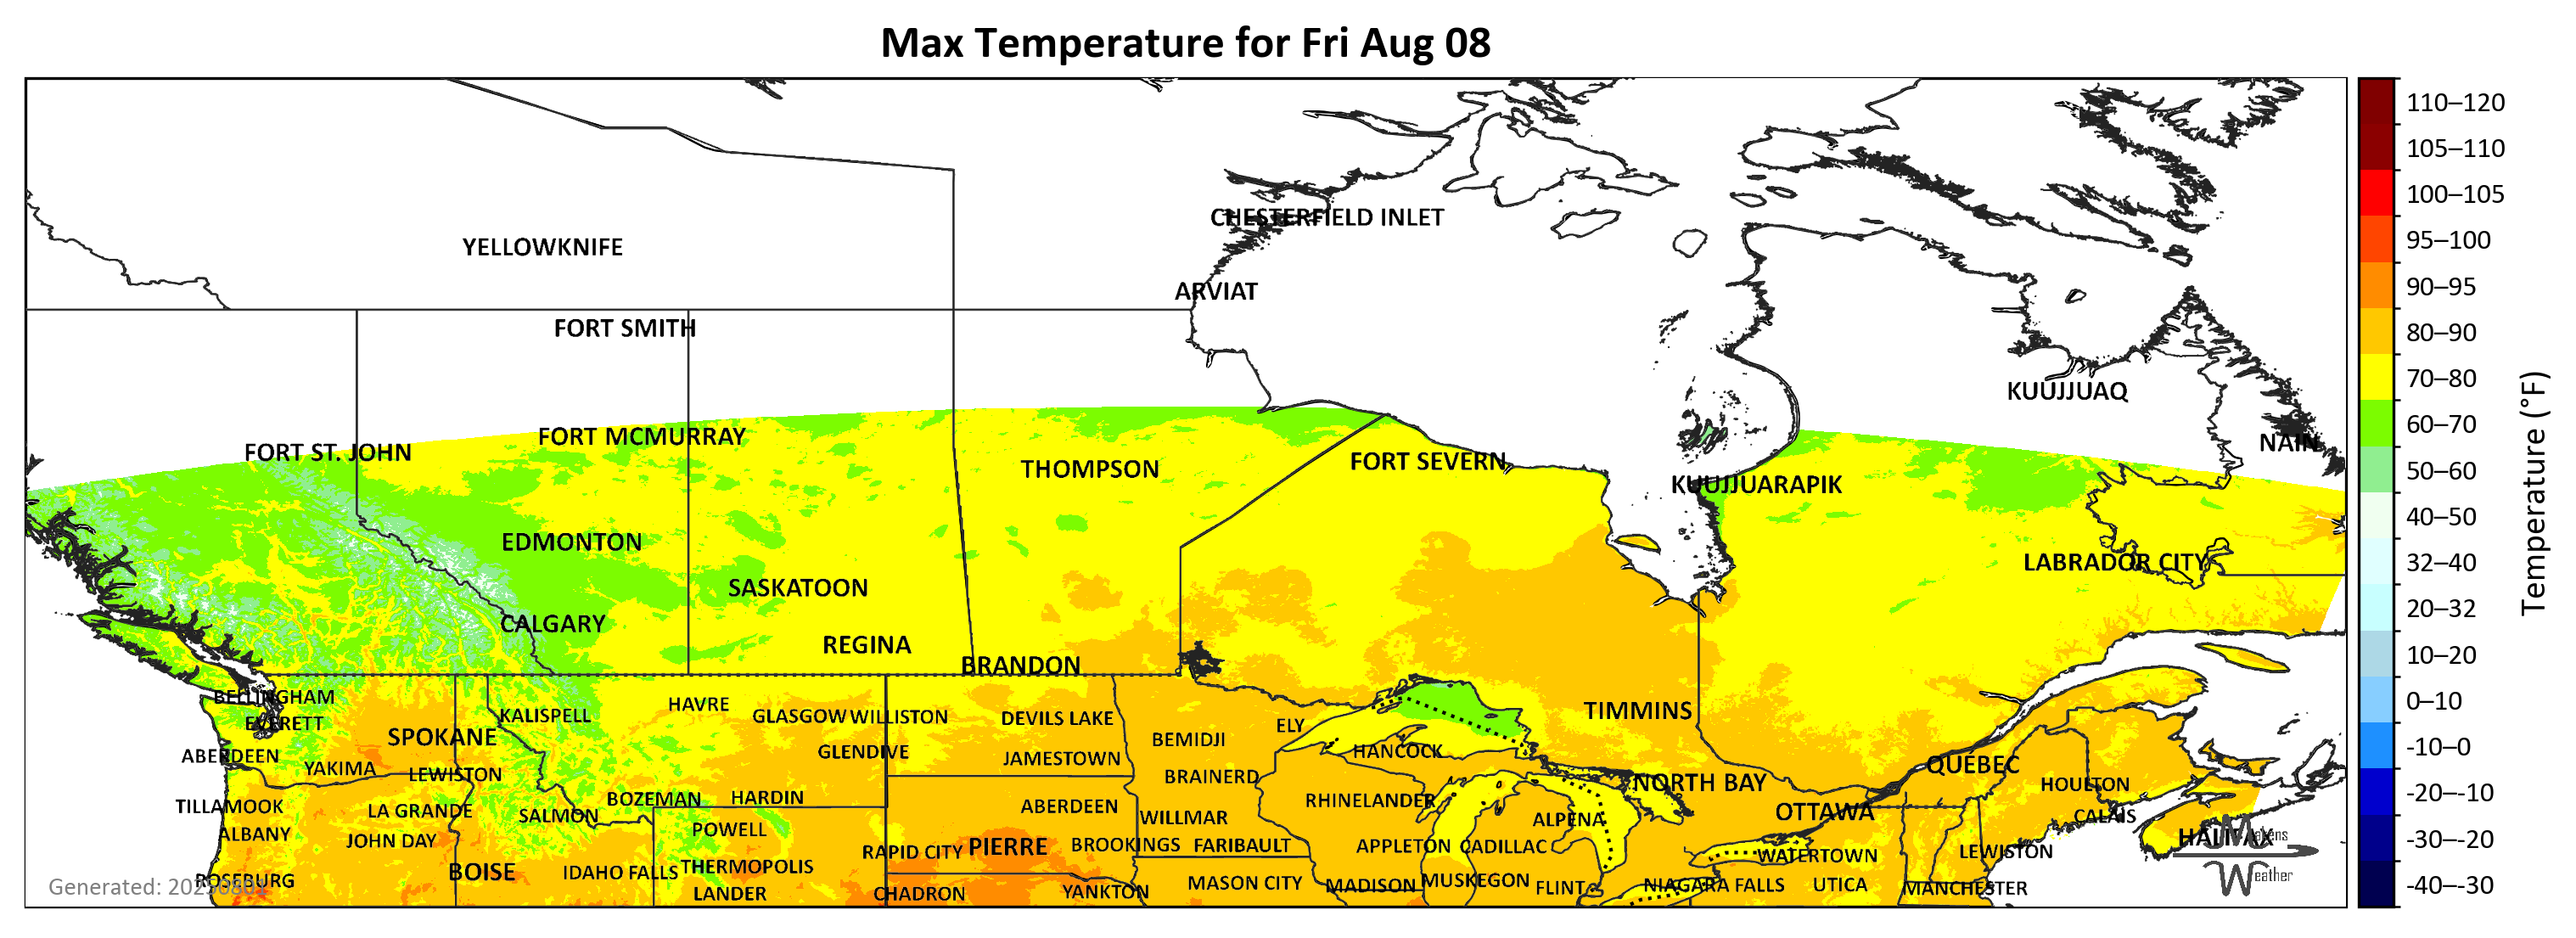 Max Temperature for Fri Aug 08
CHESTERFIELD INLET
YELLOWKNIFE
ARVIAT
FORT SMITH
KUUJJUAQ
FORT MCMURRAY
NAIN
FORT ST. JOHN
THOMPSON
FORT SEVERN
KUUJJUARAPIK
EDMONTON
LABRADOR CITY
SASKATOON
CALGARY
REGINA
BRANDON
BELLINGHAM
HAVRE
TIMMINS
KALISPELL
GLASGOW WILLISTON
DEVILS LAKE
EVERETT
ELY
SPOKANE
BEMIDJI
GLENDIVE
HANCOCK
ABERDEEN
JAMESTOWN
QUÉBEC
YAKIMA
LEWISTON
BRAINERD
NORTH BAY
HOULTON
BOZEMAN
HARDIN
RHINELANDER
TILLAMOOK
ABERDEEN
LA GRANDE
SALMON
WILLMAR
OTTAWA
CALAIS
ALPENA
ALBANY
POWELL
HALIFAX
JOHN DAY
PIERRE
BROOKINGS
FARIBAULT
APPLETON
CADILLAC
RAPID CITY
WATERTOWN
LEWISTON
BOISE
IDAHO FALLS
THERMOPOLIS
ROSEBURG
MASON CITY
MADISON
MUSKEGON
FLINT
NIAGARA FALLS
UTICA
MANCHESTER
LANDER
CHADRON
YANKTON
Generated: 20250801
Makens
Weather
110–120
105–110
100–105
95–100
90–95
80–90
70–80
60–70
50–60
40–50
32–40
20–32
10–20
0–10
-10–0
-20–-10
-30–-20
-40–-30
Temperature (°F)